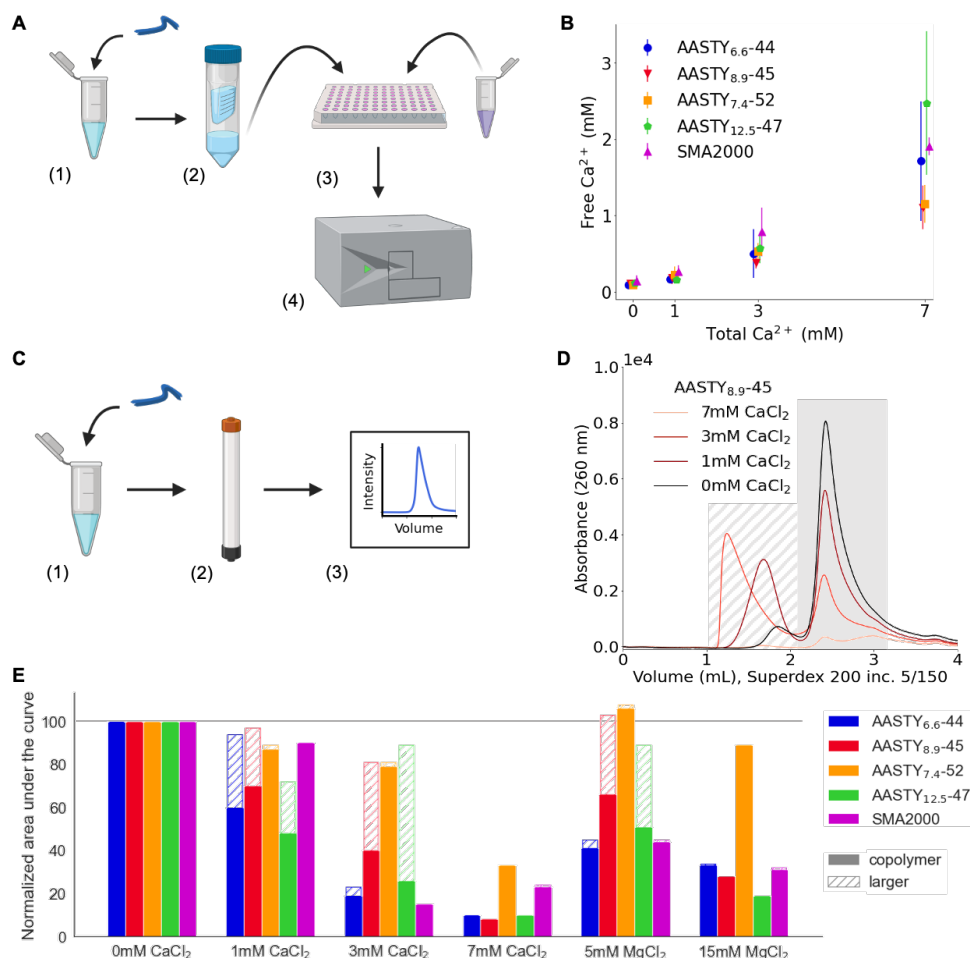 A
(1)
(2)
(3)
(4)
B
AASTY₆.₆-44
AASTY₈.₉-45
AASTY₇.₄-52
AASTY₁₂.₅-47
SMA2000
Free Ca²⁺ (mM)
3
2
1
0
0 1 3 7
Total Ca²⁺ (mM)
C
(1)
(2)
(3)
Intensity
Volume
D
1e4
AASTY₈.₉-45
7mM CaCl₂
3mM CaCl₂
1mM CaCl₂
0mM CaCl₂
Absorbance (260 nm)
1.0
0.8
0.6
0.4
0.2
0.0
0 1 2 3 4
Volume (mL), Superdex 200 inc. 5/150
E
Normalized area under the curve
100
80
60
40
20
0
0mM CaCl₂ 1mM CaCl₂ 3mM CaCl₂ 7mM CaCl₂ 5mM MgCl₂ 15mM MgCl₂
AASTY₆.₆-44
AASTY₈.₉-45
AASTY₇.₄-52
AASTY₁₂.₅-47
SMA2000
copolymer
larger